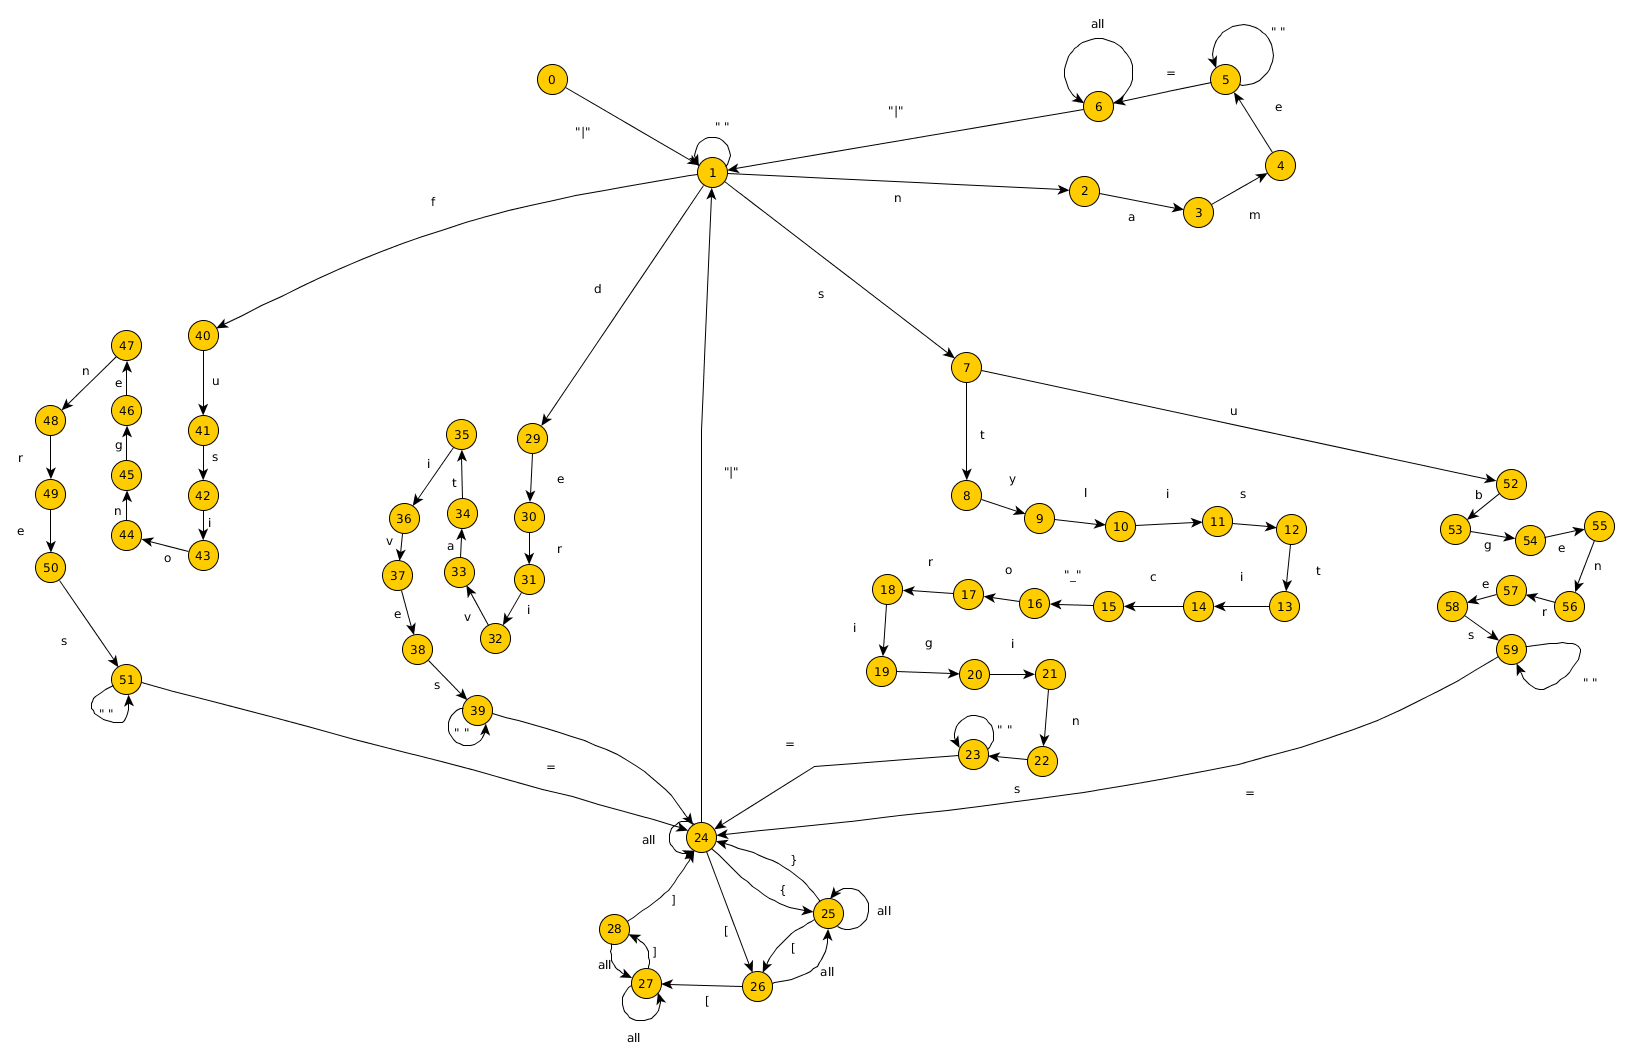 all
" "
0
=
5
6
"|"
e
"|"
" "
4
1
2
n
3
a
m
f
d
s
40
47
7
n
e
u
u
48
46
41
35
29
t
r
g
s
i
e
"|"
y
l
i
s
b
52
49
45
42
t
8
36
34
30
9
10
11
12
53
54
55
e
n
i
g
e
44
43
o
v
a
r
n
50
37
33
31
r
o
"_"
c
i
t
e
v
i
18
17
16
15
14
13
58
57
56
r
s
38
32
i
s
59
g
i
51
s
19
20
21
" "
" "
39
" "
n
" "
=
23
22
=
s
=
all
24
}
{
]
25
all
28
[
[
]
all
all
27
26
[
all